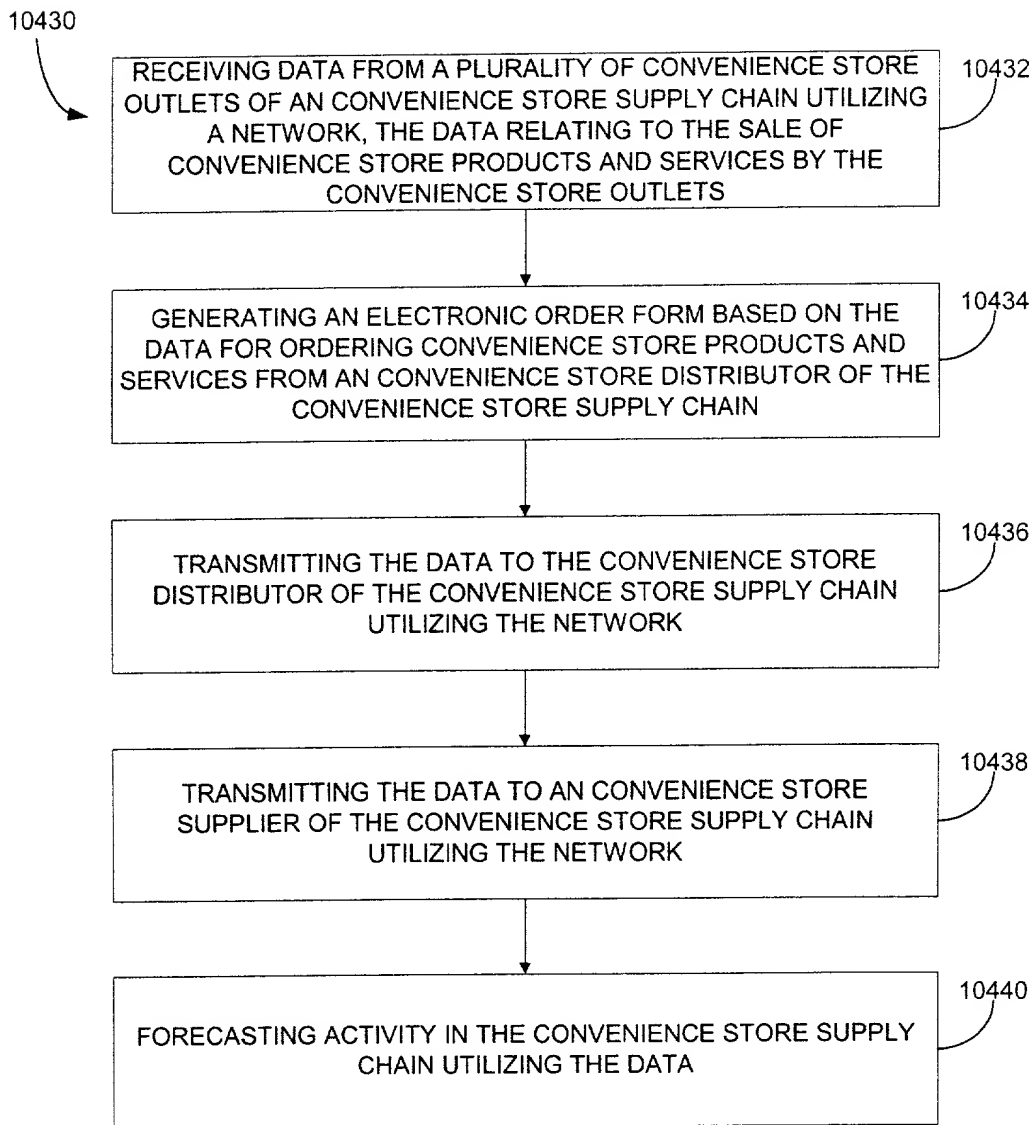 10430
RECEIVING DATA FROM A PLURALITY OF CONVENIENCE STORE
OUTLETS OF AN CONVENIENCE STORE SUPPLY CHAIN UTILIZING
A NETWORK, THE DATA RELATING TO THE SALE OF
CONVENIENCE STORE PRODUCTS AND SERVICES BY THE
CONVENIENCE STORE OUTLETS
10432
GENERATING AN ELECTRONIC ORDER FORM BASED ON THE
DATA FOR ORDERING CONVENIENCE STORE PRODUCTS AND
SERVICES FROM AN CONVENIENCE STORE DISTRIBUTOR OF THE
CONVENIENCE STORE SUPPLY CHAIN
10434
TRANSMITTING THE DATA TO THE CONVENIENCE STORE
DISTRIBUTOR OF THE CONVENIENCE STORE SUPPLY CHAIN
UTILIZING THE NETWORK
10436
TRANSMITTING THE DATA TO AN CONVENIENCE STORE
SUPPLIER OF THE CONVENIENCE STORE SUPPLY CHAIN
UTILIZING THE NETWORK
10438
FORECASTING ACTIVITY IN THE CONVENIENCE STORE SUPPLY
CHAIN UTILIZING THE DATA
10440